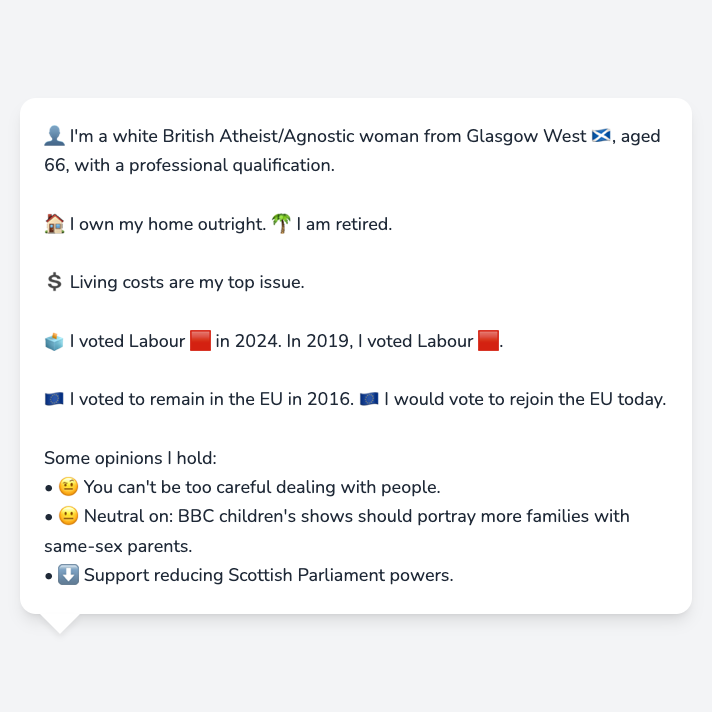 👤 I'm a white British Atheist/Agnostic woman from Glasgow West 🏴󠁧󠁢󠁳󠁣󠁴󠁿, aged
66, with a professional qualification.
🏠 I own my home outright. 🌴 I am retired.
💲 Living costs are my top issue.
🗳️ I voted Labour 🟥 in 2024. In 2019, I voted Labour 🟥.
🇪🇺 I voted to remain in the EU in 2016. 🇪🇺 I would vote to rejoin the EU today.
Some opinions I hold:
• 🤨 You can't be too careful dealing with people.
• 😐 Neutral on: BBC children's shows should portray more families with
same-sex parents.
• ⬇️ Support reducing Scottish Parliament powers.